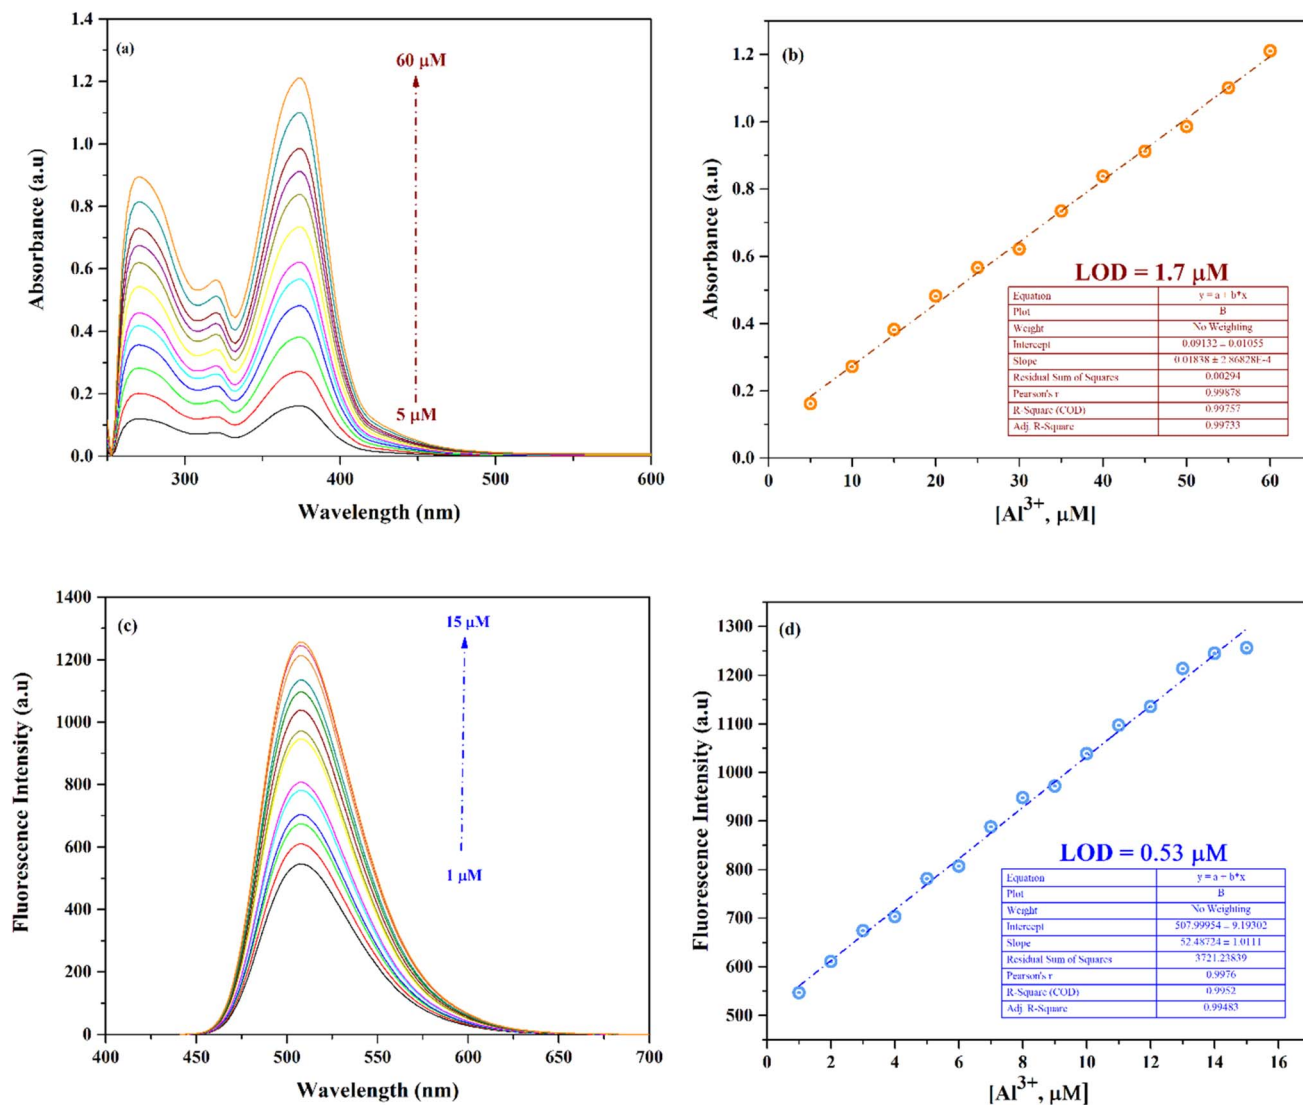 (a)
60 μM
5 μM
1.4
1.2
1.0
0.8
0.6
0.4
0.2
0.0
300
400
500
600
Absorbance (a.u)
Wavelength (nm)
(b)
1.2
1.0
0.8
0.6
0.4
0.2
0.0
0
10
20
30
40
50
60
Absorbance (a.u)
[Al³⁺, μM]
LOD = 1.7 μM
Equation y = a + b*x
Plot B
Weight No Weighting
Intercept 0.09132 ± 0.01055
Slope 0.01838 ± 2.86828E-4
Residual Sum of Squares 0.00294
Pearson's r 0.99878
R-Square (COD) 0.99757
Adj. R-Square 0.99733
(c)
15 μM
1 μM
1400
1200
1000
800
600
400
200
0
400
450
500
550
600
650
700
Fluorescence Intensity (a.u)
Wavelength (nm)
(d)
1300
1200
1100
1000
900
800
700
600
500
0
2
4
6
8
10
12
14
16
Fluorescence Intensity (a.u)
[Al³⁺, μM]
LOD = 0.53 μM
Equation y = a + b*x
Plot B
Weight No Weighting
Intercept 507.99954 ± 9.19302
Slope 52.48724 ± 1.0111
Residual Sum of Squares 3721.23839
Pearson's r 0.9976
R-Square (COD) 0.9952
Adj. R-Square 0.99483